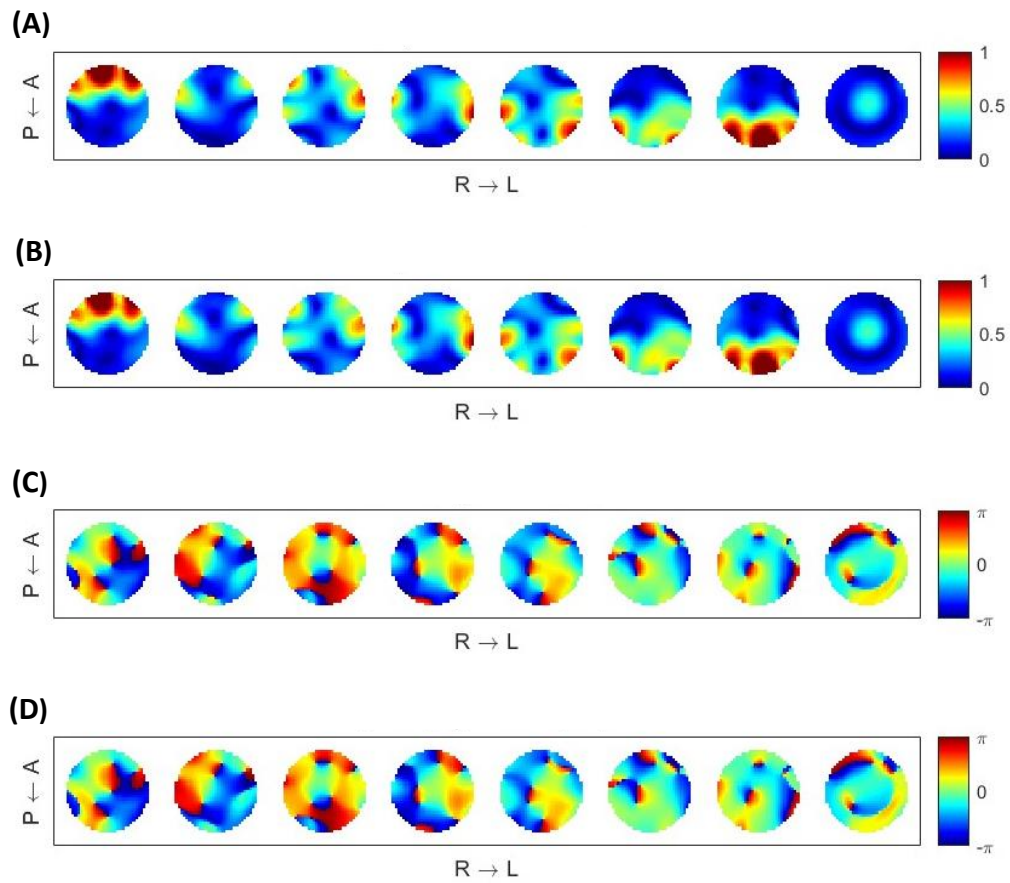 (A)
P ← A
1
0.5
0
R → L
(B)
P ← A
1
0.5
0
R → L
(C)
P ← A
π
0
-π
R → L
(D)
P ← A
π
0
-π
R → L